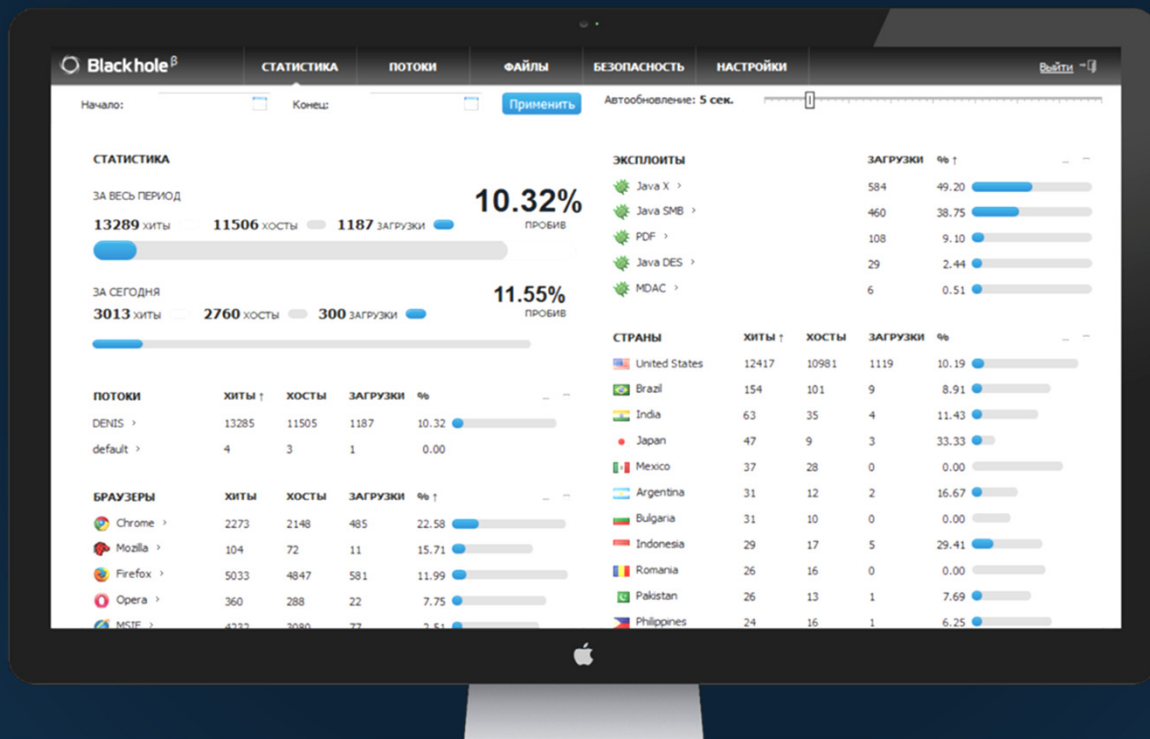 Blackhole β СТАТИСТИКА ПОТОКИ ФАЙЛЫ БЕЗОПАСНОСТЬ НАСТРОЙКИ Выйти
Начало: Конец: Применить Автообновление: 5 сек.
СТАТИСТИКА
ЗА ВЕСЬ ПЕРИОД
10.32%
ПРОБИВ
13289 ХИТЫ 11506 ХОСТЫ 1187 ЗАГРУЗКИ
ЗА СЕГОДНЯ
11.55%
ПРОБИВ
3013 ХИТЫ 2760 ХОСТЫ 300 ЗАГРУЗКИ
ПОТОКИ ХИТЫ ↑ ХОСТЫ ЗАГРУЗКИ %
DENIS > 13285 11505 1187 10.32
default > 4 3 1 0.00
БРАУЗЕРЫ ХИТЫ ХОСТЫ ЗАГРУЗКИ % ↑
Chrome > 2273 2148 485 22.58
Mozilla > 104 72 11 15.71
Firefox > 5033 4847 581 11.99
Opera > 360 288 22 7.75
MSIE > 4232 3080 77 2.51
ЭКСПЛОИТЫ ЗАГРУЗКИ % ↑
Java X > 584 49.20
Java SMB > 460 38.75
PDF > 108 9.10
Java DES > 29 2.44
MDAC > 6 0.51
СТРАНЫ ХИТЫ ↑ ХОСТЫ ЗАГРУЗКИ %
United States 12417 10981 1119 10.19
Brazil 154 101 9 8.91
India 63 35 4 11.43
Japan 47 9 3 33.33
Mexico 37 28 0 0.00
Argentina 31 12 2 16.67
Bulgaria 31 10 0 0.00
Indonesia 29 17 5 29.41
Romania 26 16 0 0.00
Pakistan 26 13 1 7.69
Philippines 24 16 1 6.25